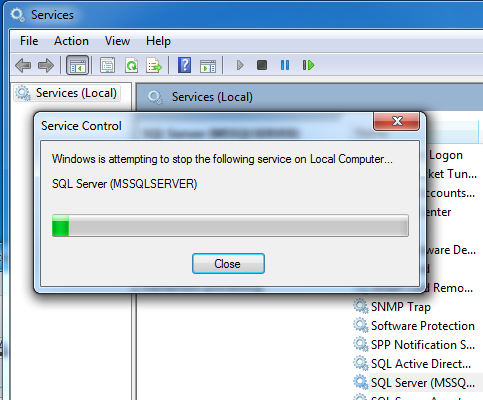 Services
File Action View Help
Services (Local)
Services (Local)
Service Control
Windows is attempting to stop the following service on Local Computer...
SQL Server (MSSQLSERVER)
Close
Logon
ket Tun...
ccounts...
enter
ware De...
d Remo...
SNMP Trap
Software Protection
SPP Notification S...
SQL Active Direct...
SQL Server (MSSQ...